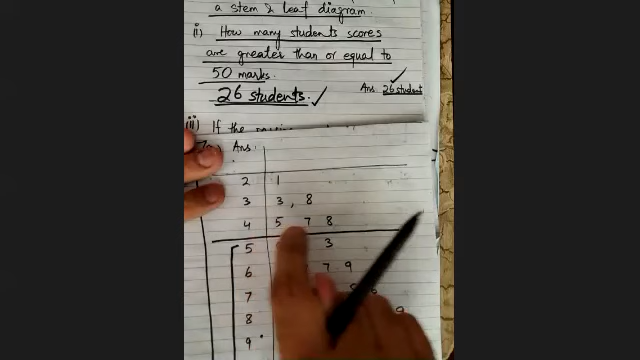 a stem & leaf diagram.
ii) How many students scores
are greater than or equal to
50 marks.
26 students ✓
Ans. 26 student ✓
(ii) If the
Ans.
2 | 1
3 | 3, 8
4 | 5 7 8
5 | 3
6 | 7 9
7
8 | 9
9